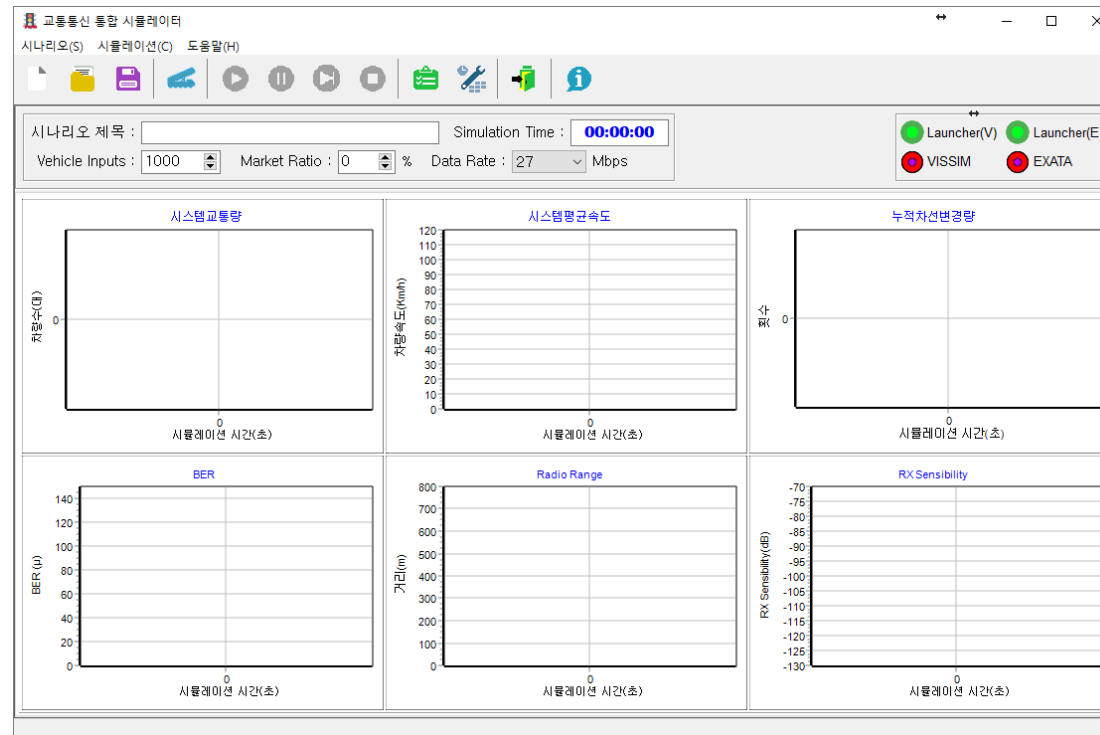 교통통신 통합 시뮬레이터
시나리오(S) 시뮬레이션(C) 도움말(H)
시나리오 제목 : Simulation Time : 00:00:00
Vehicle Inputs : 1000 Market Ratio : 0 % Data Rate : 27 Mbps
Launcher(V) Launcher(E
VISSIM EXATA
시스템교통량
차량수(대)
0
0
시뮬레이션 시간(초)
시스템평균속도
차량속도(Km/h)
120
110
100
90
80
70
60
50
40
30
20
10
0
0
시뮬레이션 시간(초)
누적차선변경량
횟수
0
0
시뮬레이션 시간(초)
BER
BER (μ)
140
120
100
80
60
40
20
0
0
시뮬레이션 시간(초)
Radio Range
거리(m)
800
700
600
500
400
300
200
100
0
0
시뮬레이션 시간(초)
RX Sensibility
RX Sensibility(dB)
-70
-75
-80
-85
-90
-95
-100
-105
-110
-115
-120
-125
-130
0
시뮬레이션 시간(초)